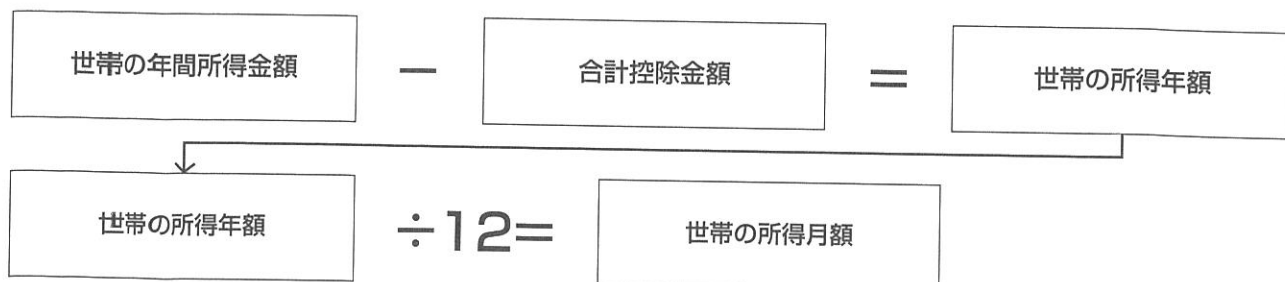 世帯の年間所得金額 − 合計控除金額 = 世帯の所得年額
世帯の所得年額 ÷12= 世帯の所得月額